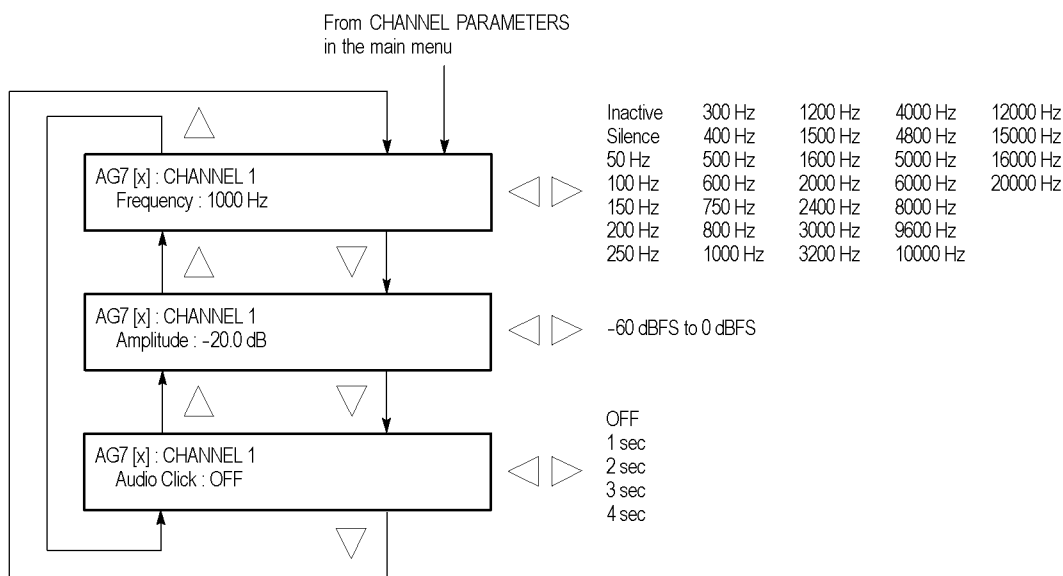 From CHANNEL PARAMETERS
in the main menu
AG7 [x] : CHANNEL 1
Frequency : 1000 Hz
Inactive 300 Hz 1200 Hz 4000 Hz 12000 Hz
Silence 400 Hz 1500 Hz 4800 Hz 15000 Hz
50 Hz 500 Hz 1600 Hz 5000 Hz 16000 Hz
100 Hz 600 Hz 2000 Hz 6000 Hz 20000 Hz
150 Hz 750 Hz 2400 Hz 8000 Hz
200 Hz 800 Hz 3000 Hz 9600 Hz
250 Hz 1000 Hz 3200 Hz 10000 Hz
AG7 [x] : CHANNEL 1
Amplitude : -20.0 dB
-60 dBFS to 0 dBFS
AG7 [x] : CHANNEL 1
Audio Click : OFF
OFF
1 sec
2 sec
3 sec
4 sec